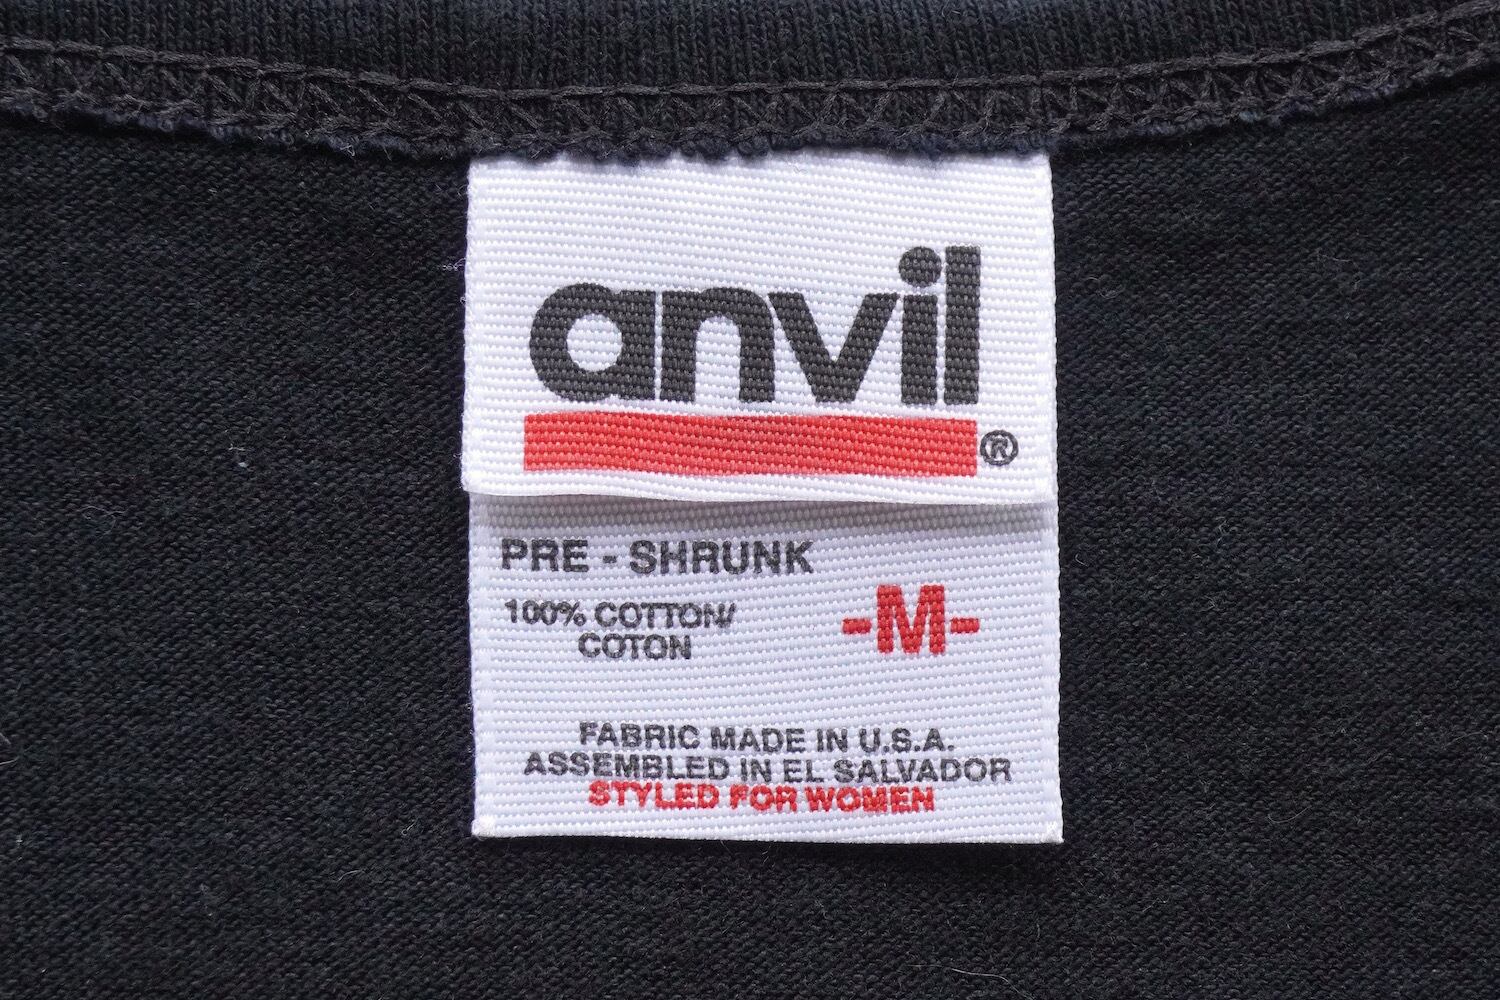 anvil
®
PRE - SHRUNK
100% COTTON/
COTON
-M-
FABRIC MADE IN U.S.A.
ASSEMBLED IN EL SALVADOR
STYLED FOR WOMEN